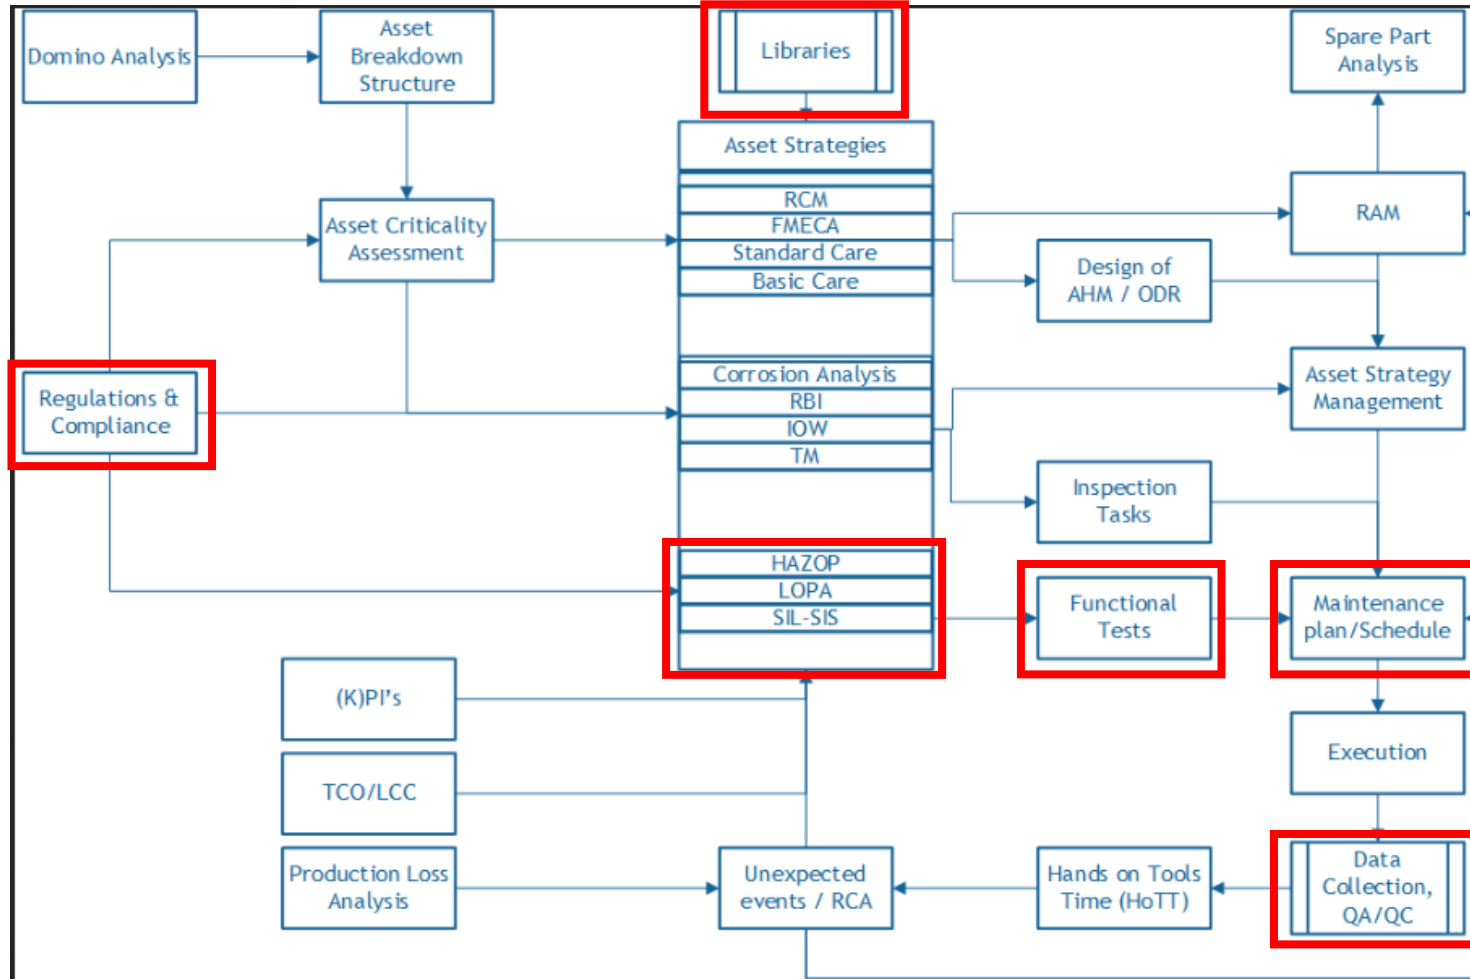 Domino Analysis
Asset
Breakdown
Structure
Libraries
Spare Part
Analysis
Asset Strategies
RCM
FMECA
Standard Care
Basic Care
Asset Criticality
Assessment
RAM
Design of
AHM / ODR
Regulations &
Compliance
Corrosion Analysis
RBI
IOW
TM
Asset Strategy
Management
Inspection
Tasks
HAZOP
LOPA
SIL-SIS
Functional
Tests
Maintenance
plan/Schedule
(K)PI's
TCO/LCC
Execution
Production Loss
Analysis
Unexpected
events / RCA
Hands on Tools
Time (HoTT)
Data
Collection,
QA/QC